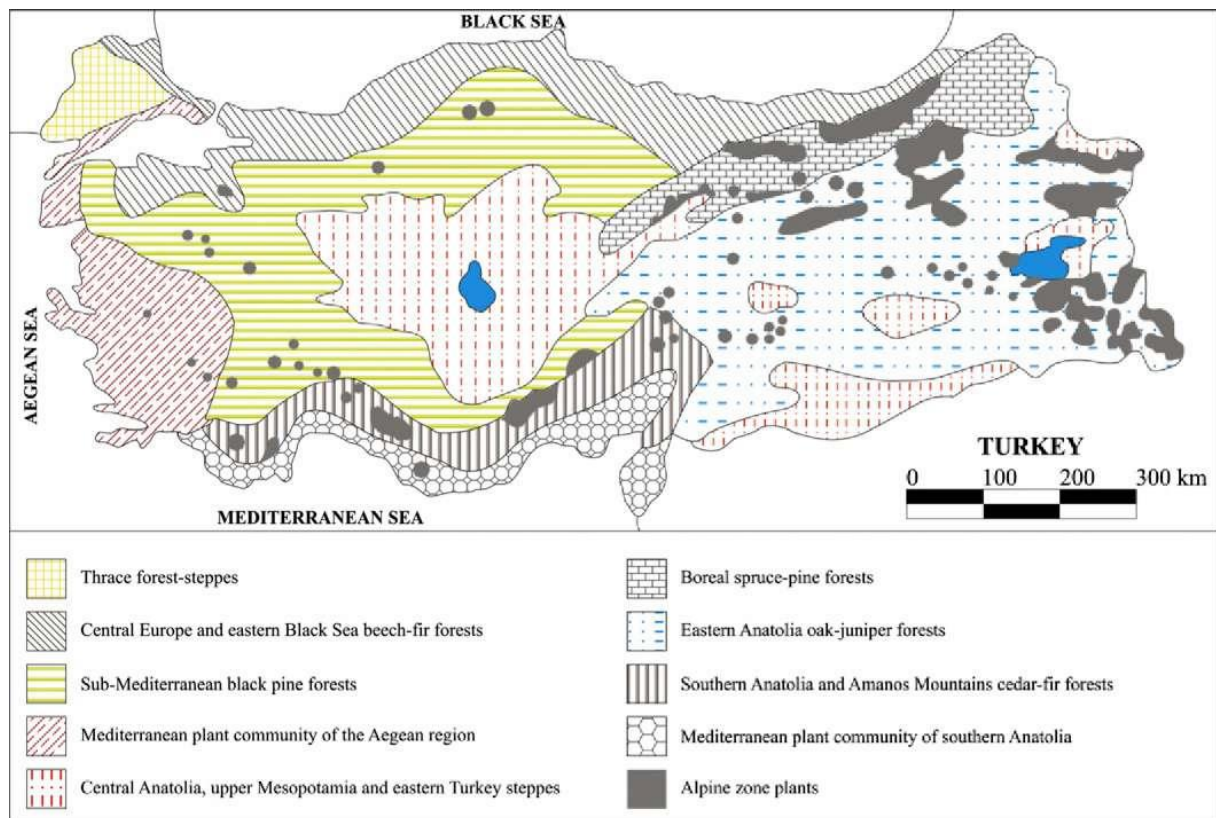 BLACK SEA
AEGEAN SEA
MEDITERRANEAN SEA
TURKEY
0 100 200 300 km
Thrace forest-steppes
Central Europe and eastern Black Sea beech-fir forests
Sub-Mediterranean black pine forests
Mediterranean plant community of the Aegean region
Central Anatolia, upper Mesopotamia and eastern Turkey steppes
Boreal spruce-pine forests
Eastern Anatolia oak-juniper forests
Southern Anatolia and Amanos Mountains cedar-fir forests
Mediterranean plant community of southern Anatolia
Alpine zone plants